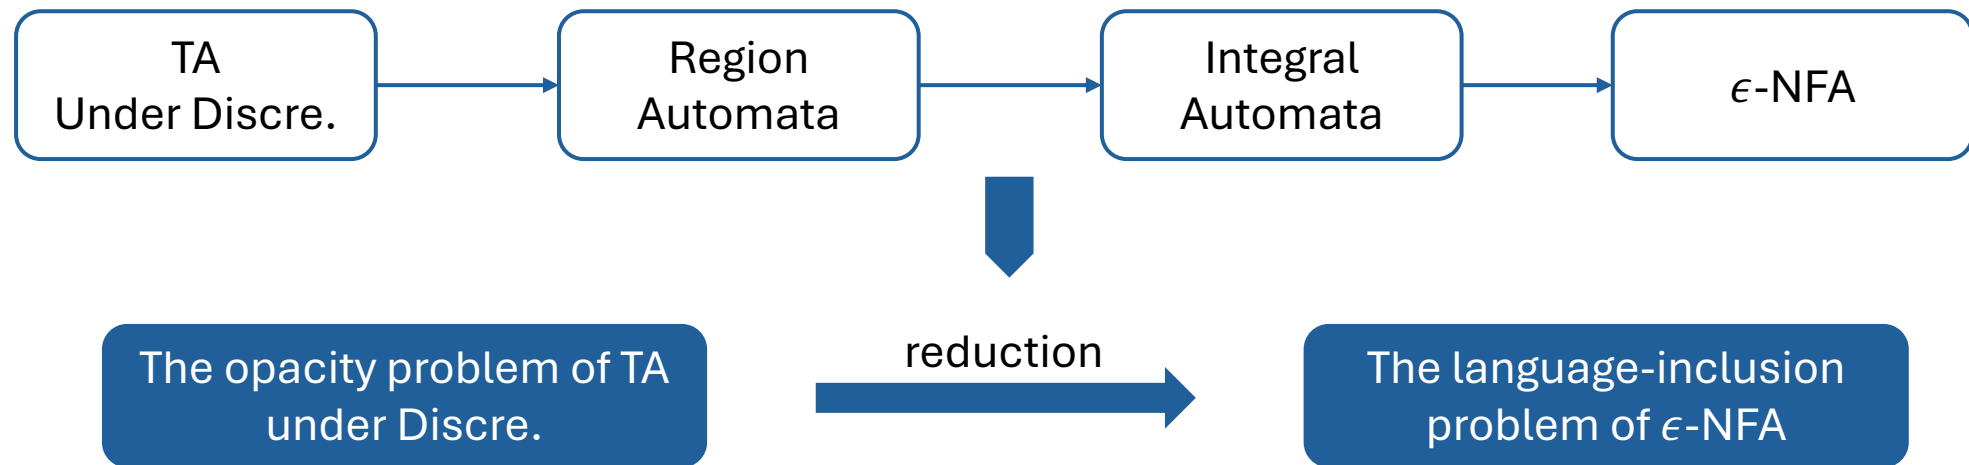 TA
Under Discre.
Region
Automata
Integral
Automata
ϵ-NFA
The opacity problem of TA
under Discre.
reduction
The language-inclusion
problem of ϵ-NFA